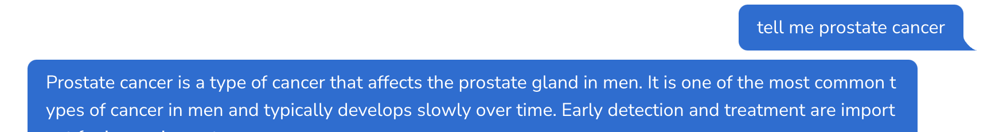 tell me prostate cancer
Prostate cancer is a type of cancer that affects the prostate gland in men. It is one of the most common t
ypes of cancer in men and typically develops slowly over time. Early detection and treatment are import